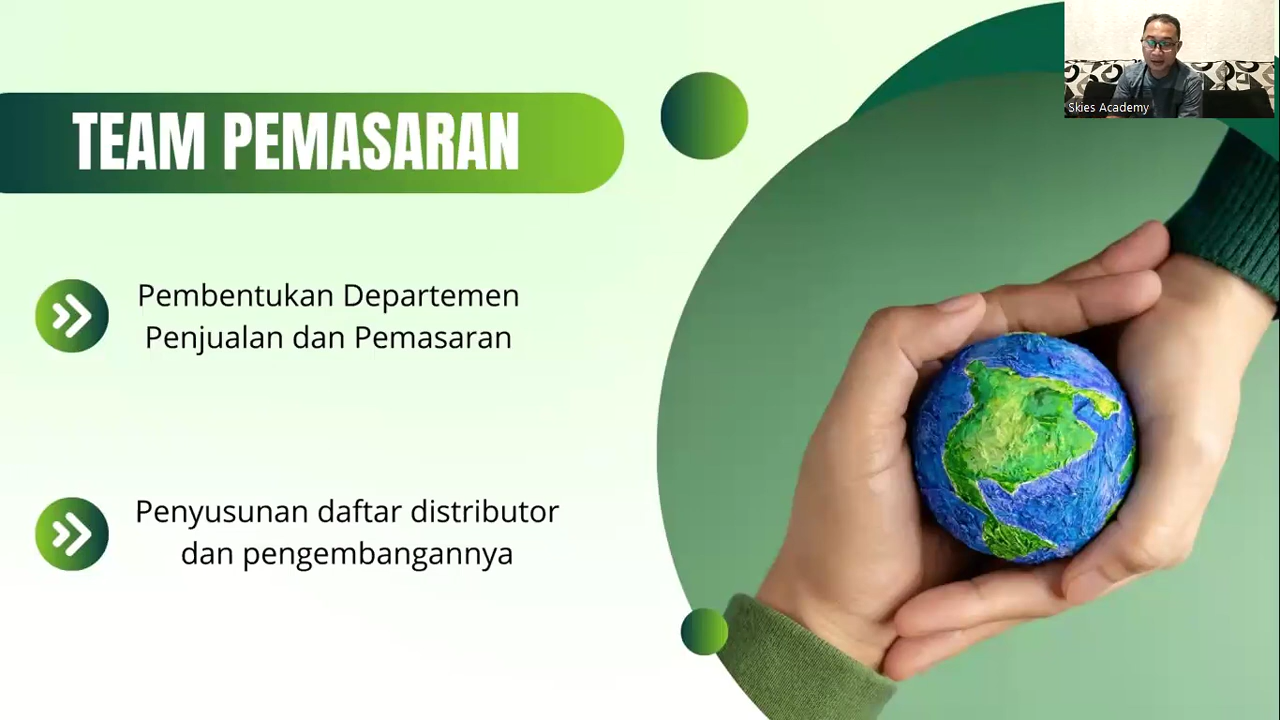 TEAM PEMASARAN
Pembentukan Departemen
Penjualan dan Pemasaran
Penyusunan daftar distributor
dan pengembangannya
Skies Academy